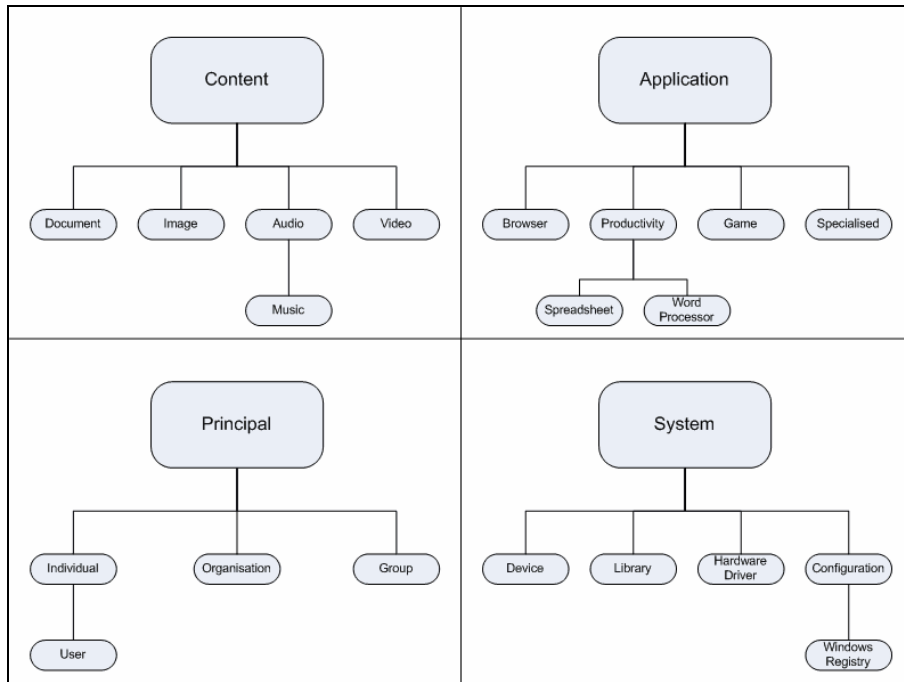 Content
Document
Image
Audio
Video
Music
Application
Browser
Productivity
Game
Specialised
Spreadsheet
Word
Processor
Principal
Individual
Organisation
Group
User
System
Device
Library
Hardware
Driver
Configuration
Windows
Registry